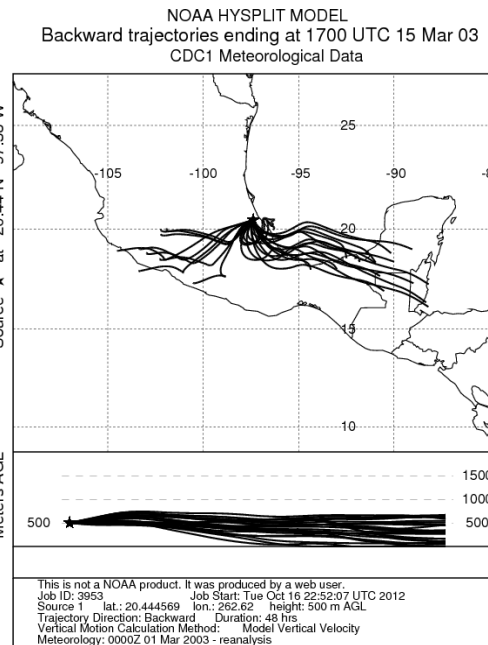 NOAA HYSPLIT MODEL
Backward trajectories ending at 1700 UTC 15 Mar 03
CDC1 Meteorological Data
at
25
-105
-100
-95
-90
20
15
10
Meters AGL
500
1500
1000
500
This is not a NOAA product. It was produced by a web user.
Job ID: 3953 Job Start: Tue Oct 16 22:52:07 UTC 2012
Source 1 lat.: 20.444569 lon.: 262.62 height: 500 m AGL
Trajectory Direction: Backward Duration: 48 hrs
Vertical Motion Calculation Method: Model Vertical Velocity
Meteorology: 0000Z 01 Mar 2003 - reanalysis